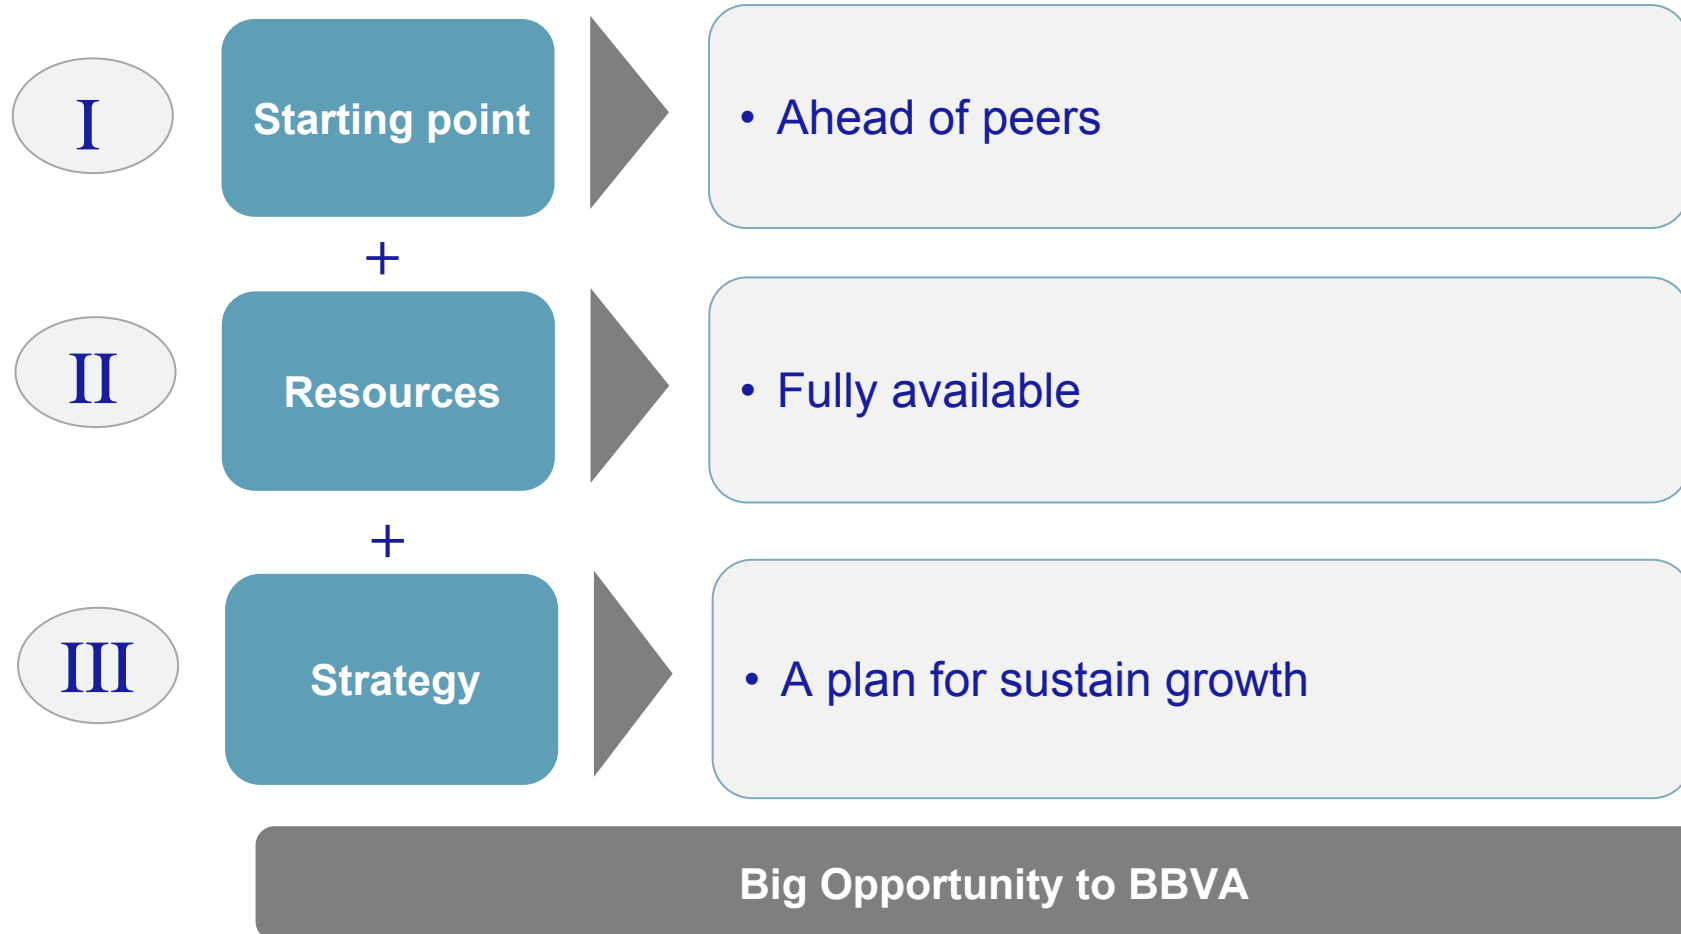 I
Starting point
• Ahead of peers
+
II
Resources
• Fully available
+
III
Strategy
• A plan for sustain growth
Big Opportunity to BBVA